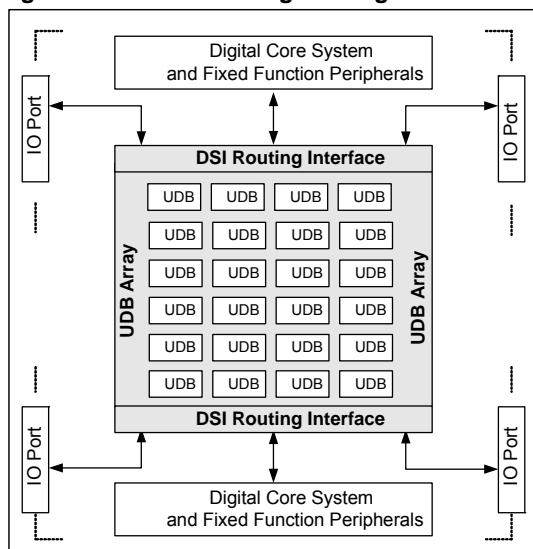 Digital Core System
and Fixed Function Peripherals
IO Port
IO Port
DSI Routing Interface
UDB UDB UDB UDB
UDB UDB UDB UDB
UDB UDB UDB UDB
UDB UDB UDB UDB
UDB UDB UDB UDB
UDB UDB UDB UDB
UDB Array
UDB Array
DSI Routing Interface
IO Port
IO Port
Digital Core System
and Fixed Function Peripherals